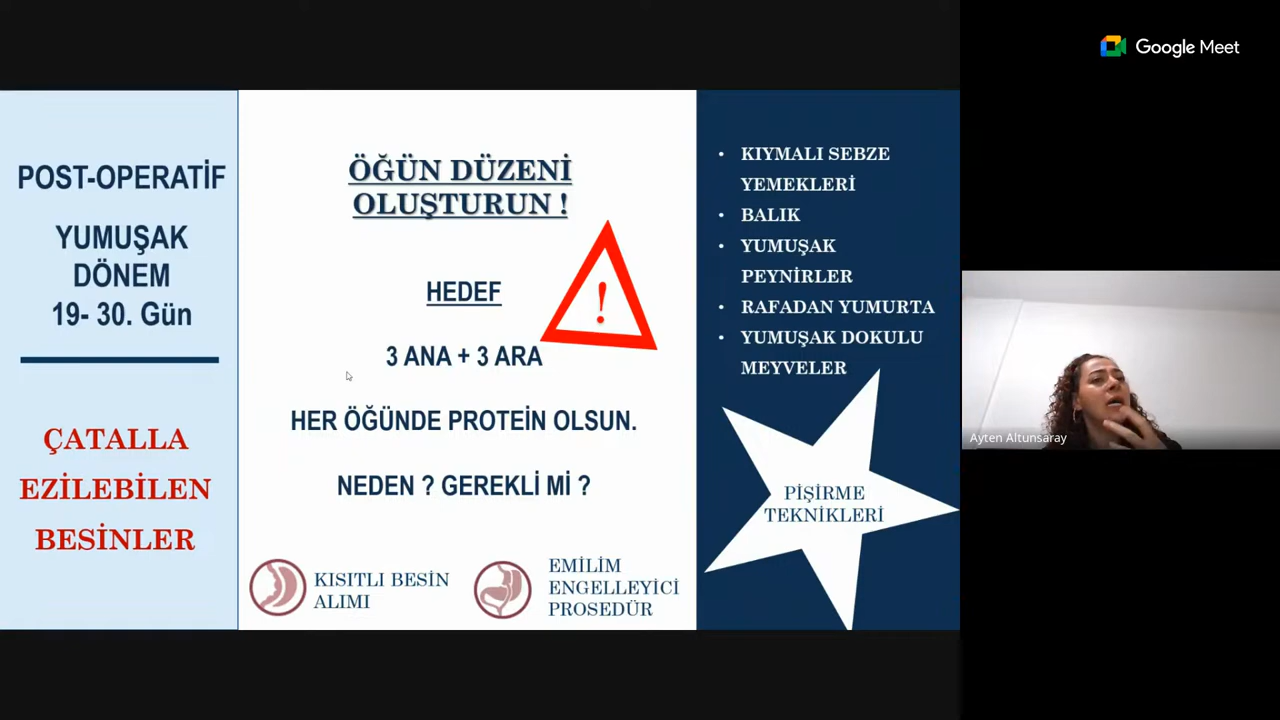 Google Meet
POST-OPERATİF
YUMUŞAK
DÖNEM
19- 30. Gün
ÇATALLA
EZİLEBİLEN
BESİNLER
ÖĞÜN DÜZENİ
OLUŞTURUN !
HEDEF
!
3 ANA + 3 ARA
HER ÖĞÜNDE PROTEİN OLSUN.
NEDEN ? GEREKLİ Mİ ?
KISITLI BESİN
ALIMI
EMİLİM
ENGELLEYİCİ
PROSEDÜR
• KIYMALI SEBZE
YEMEKLERİ
• BALIK
• YUMUŞAK
PEYNİRLER
• RAFADAN YUMURTA
• YUMUŞAK DOKULU
MEYVELER
PİŞİRME
TEKNİKLERİ
Ayten Altunsaray